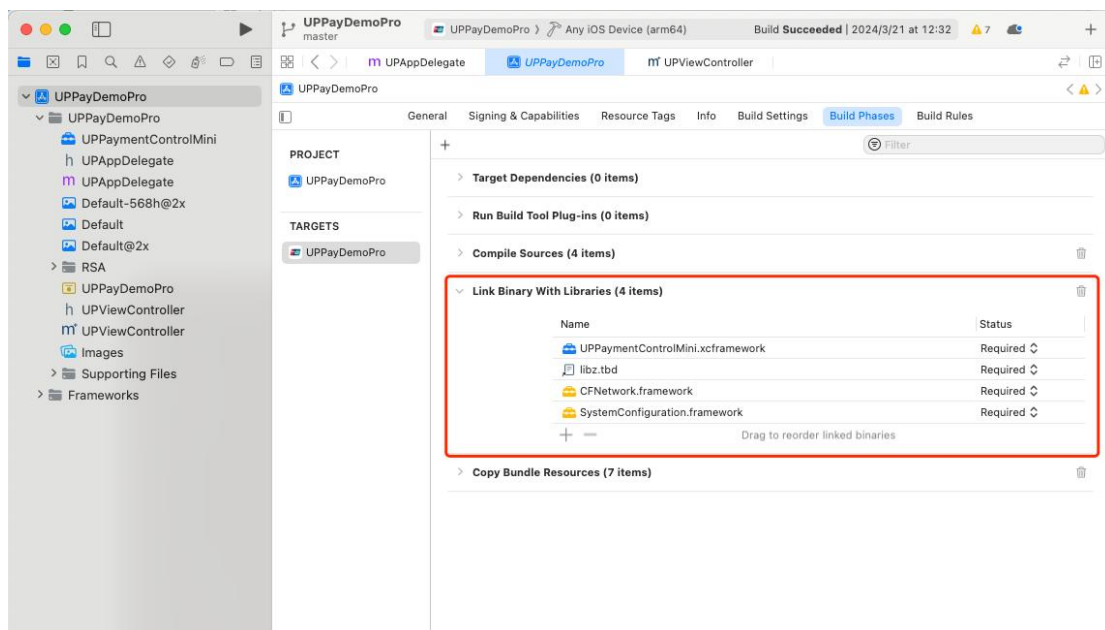 UPPayDemoPro
master
UPPayDemoPro 〉 Any iOS Device (arm64)
Build Succeeded | 2024/3/21 at 12:32
7
UPAppDelegate
UPPayDemoPro
UPViewController
UPPayDemoPro
UPPayDemoPro
UPPayDemoPro
UPPaymentControlMini
h UPAppDelegate
m UPAppDelegate
Default-568h@2x
Default
Default@2x
RSA
UPPayDemoPro
h UPViewController
m UPViewController
Images
Supporting Files
Frameworks
General Signing & Capabilities Resource Tags Info Build Settings Build Phases Build Rules
PROJECT
UPPayDemoPro
TARGETS
UPPayDemoPro
Filter
Target Dependencies (0 items)
Run Build Tool Plug-ins (0 items)
Compile Sources (4 items)
Link Binary With Libraries (4 items)
Name Status
UPPaymentControlMini.xcframework Required
libz.tbd Required
CFNetwork.framework Required
SystemConfiguration.framework Required
Drag to reorder linked binaries
Copy Bundle Resources (7 items)